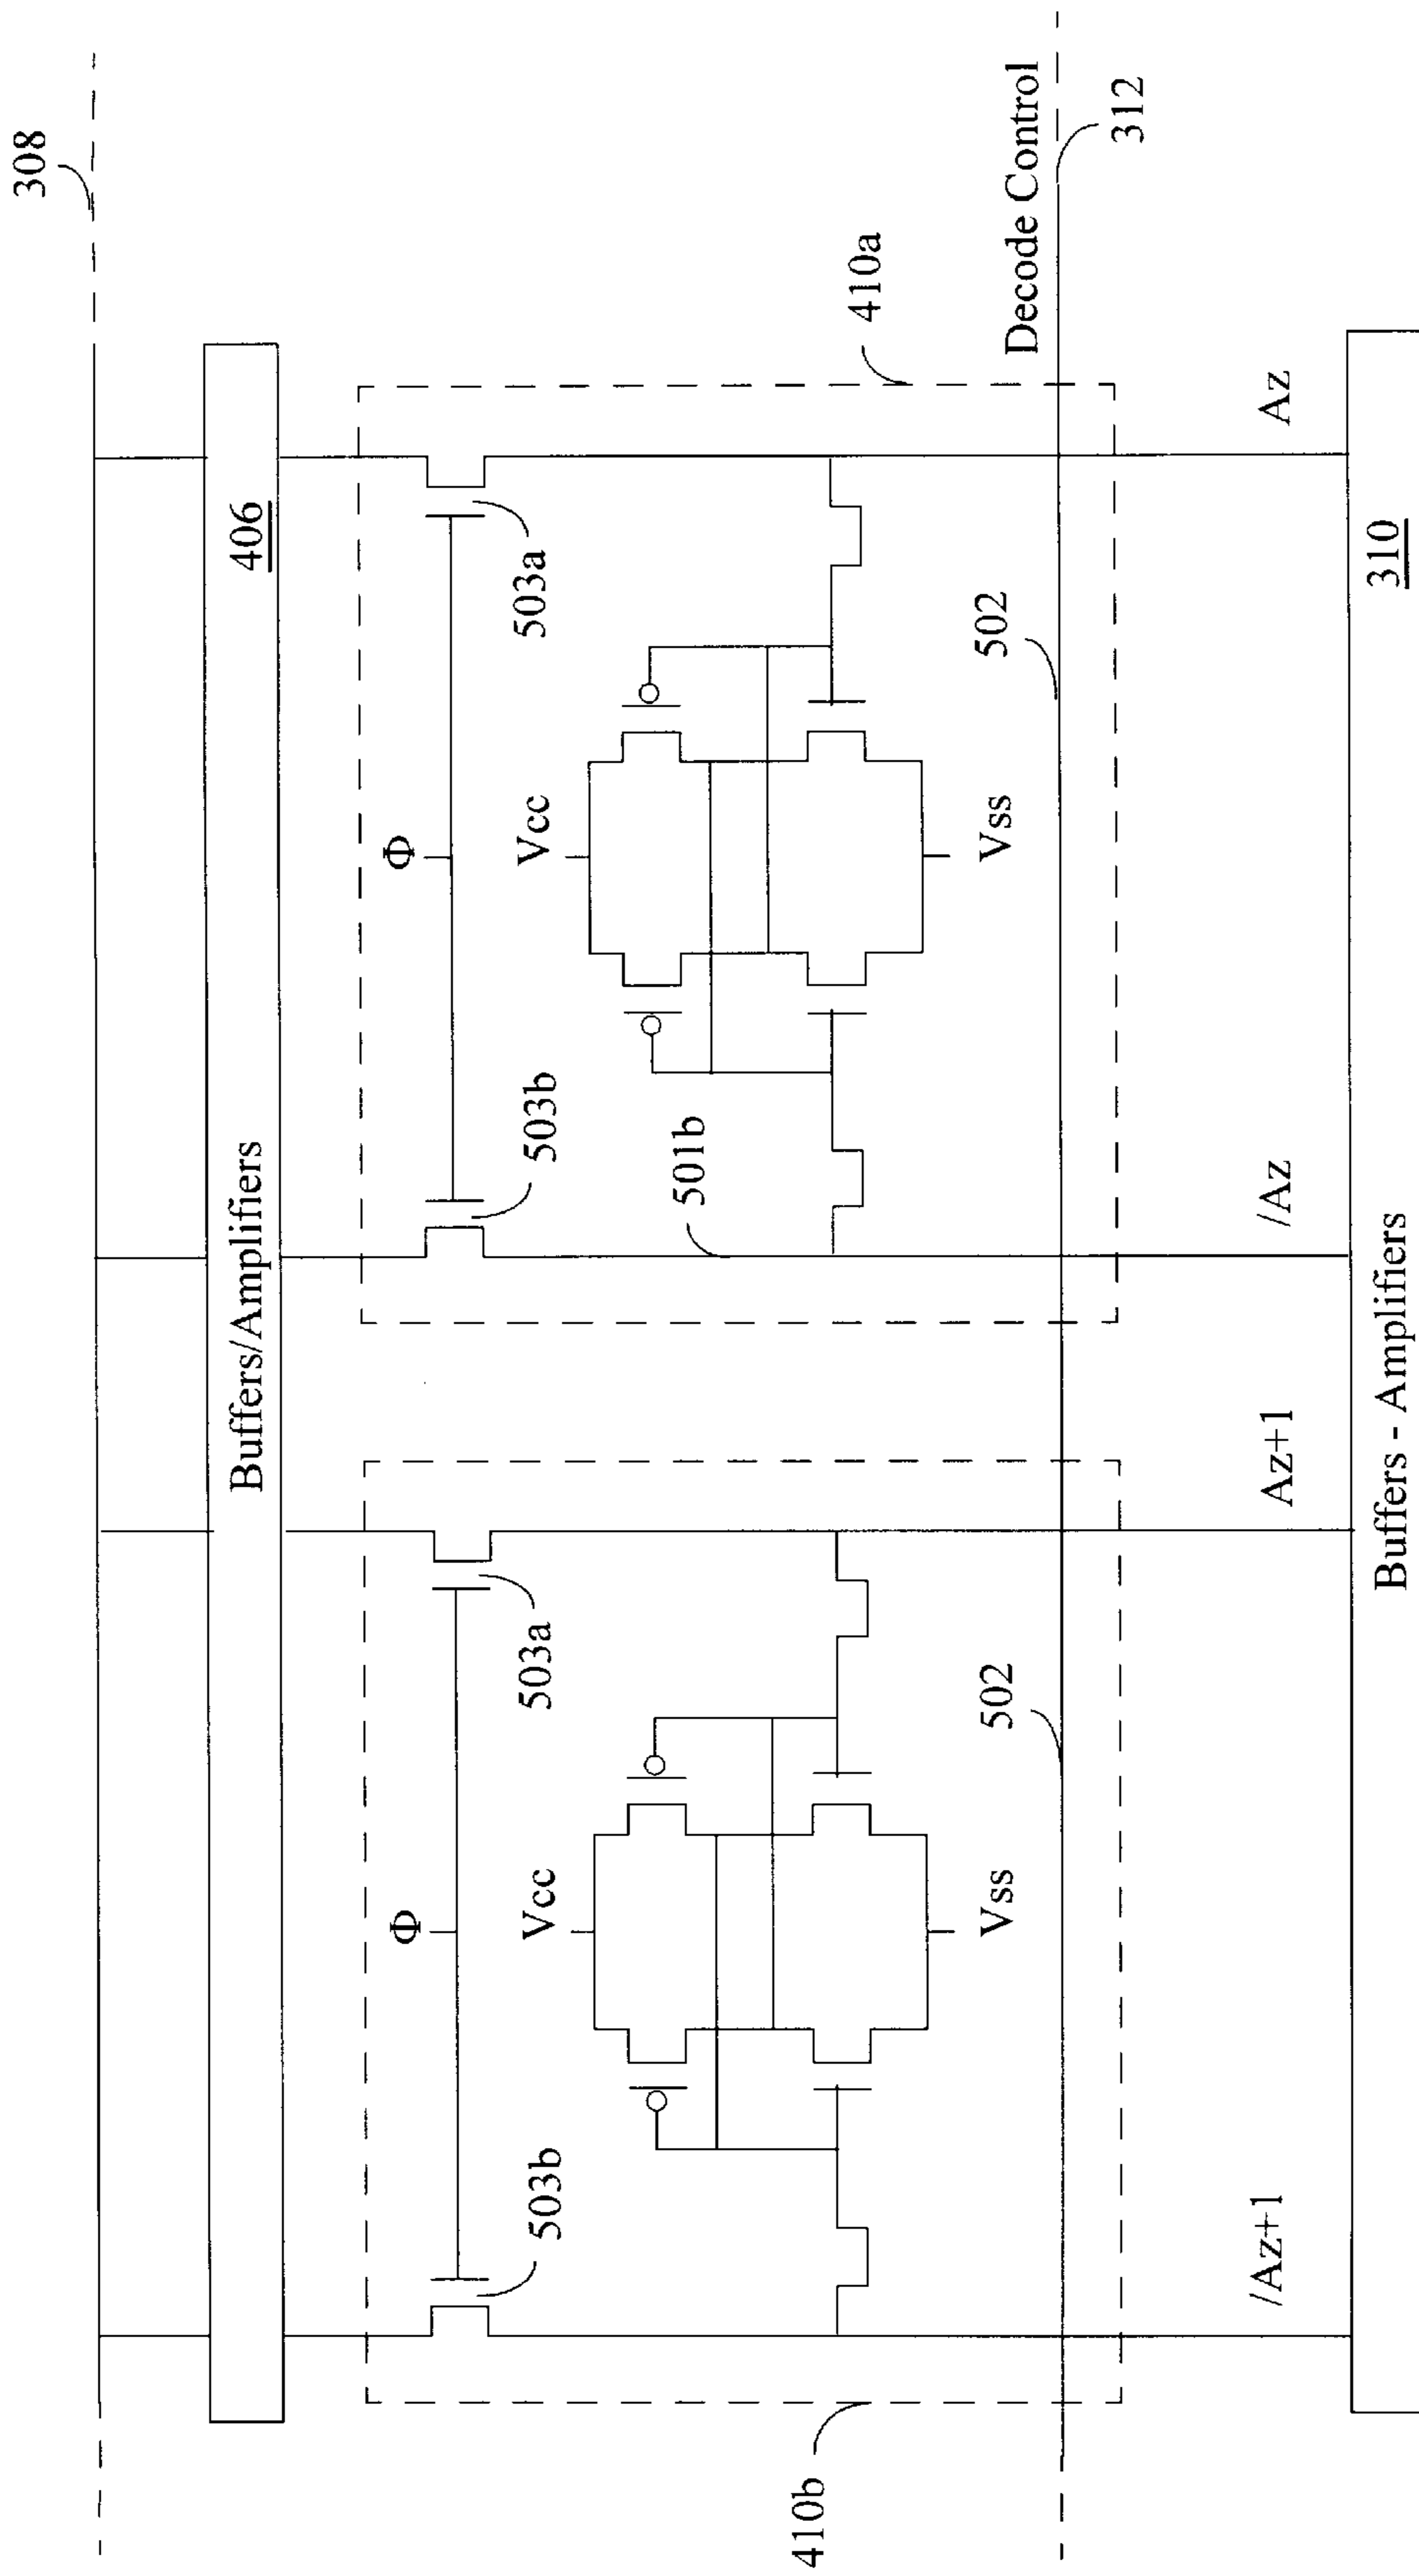 308
406
Buffers/Amplifiers
410a
503a
Φ
503b
Vcc
501b
502
Vss
Decode Control
312
Az
/Az
503a
Φ
503b
Vcc
502
Vss
410b
Az+1
/Az+1
310
Buffers - Amplifiers